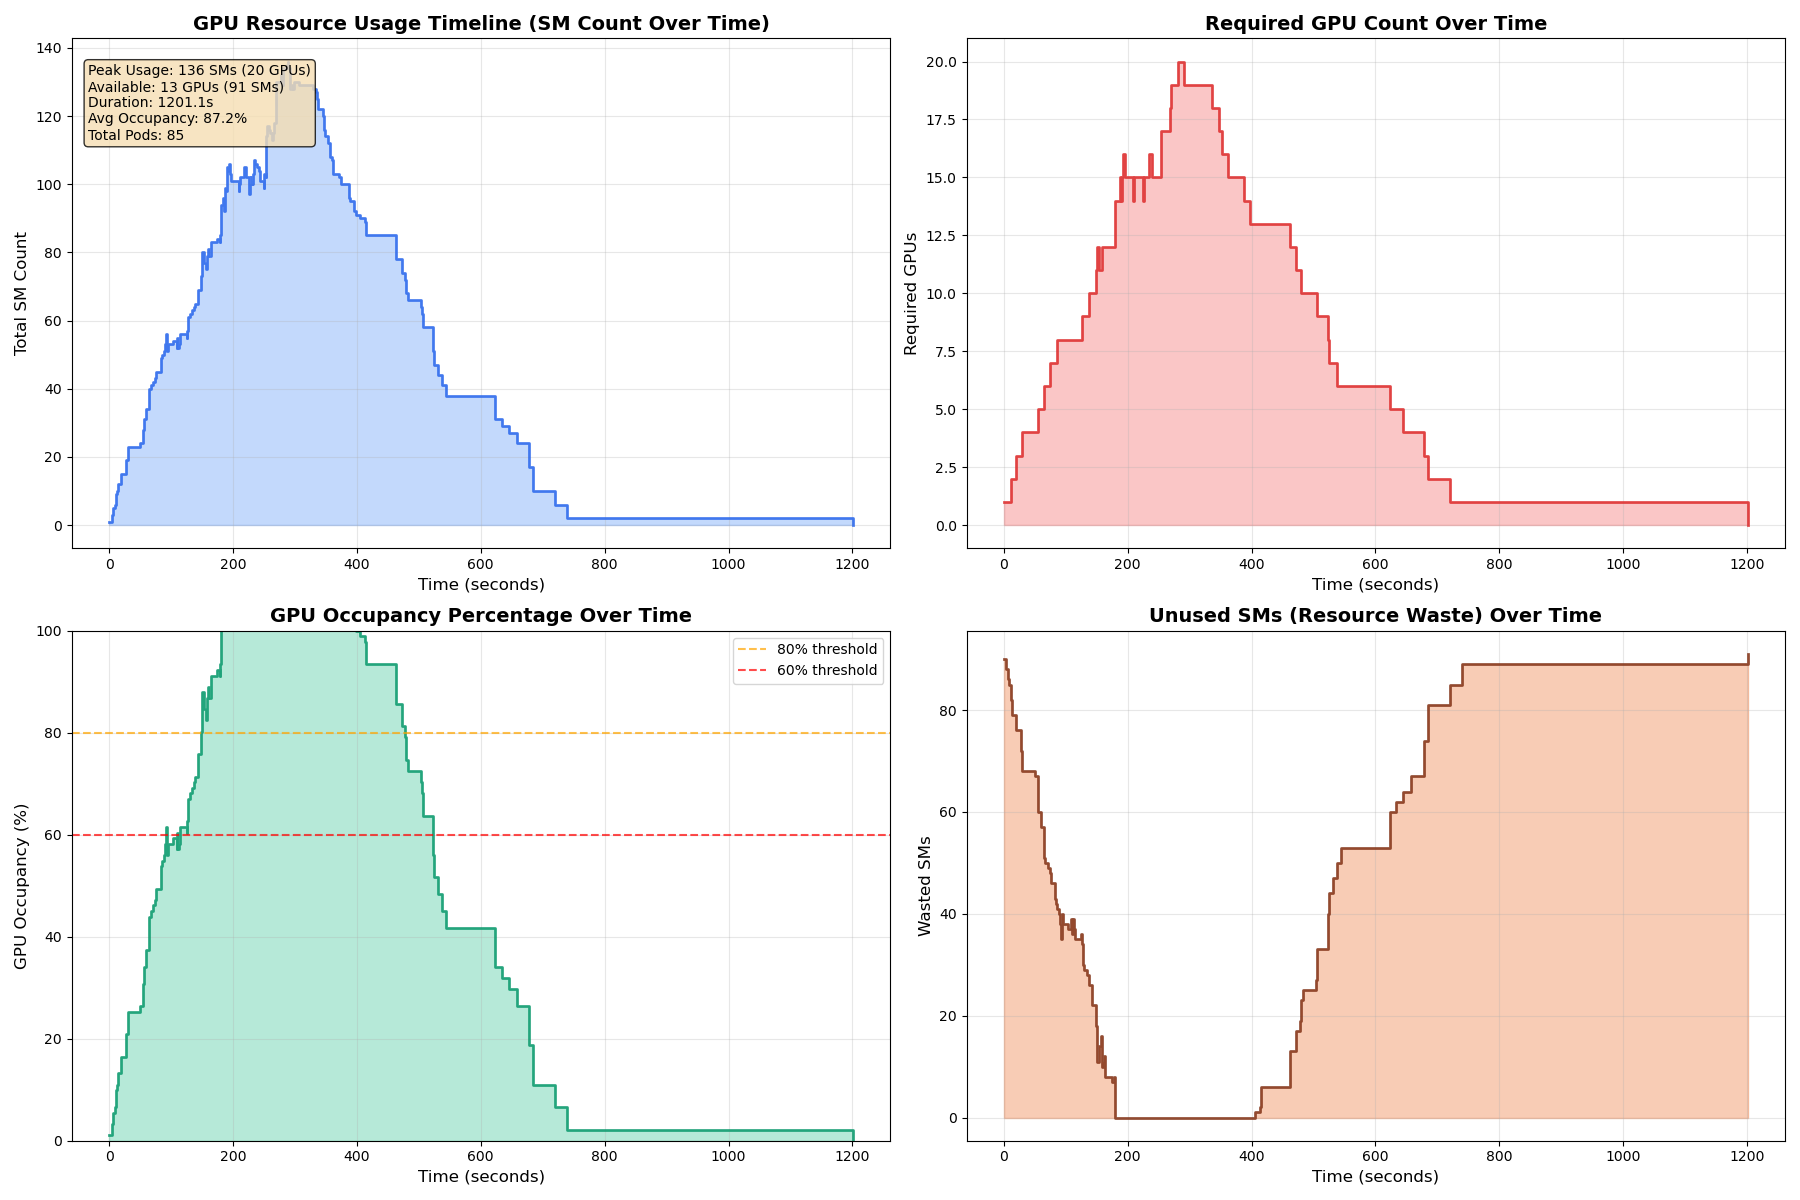 GPU Resource Usage Timeline (SM Count Over Time)
140
120
100
80
60
40
20
0
Total SM Count
Peak Usage: 136 SMs (20 GPUs)
Available: 13 GPUs (91 SMs)
Duration: 1201.1s
Avg Occupancy: 87.2%
Total Pods: 85
0 200 400 600 800 1000 1200
Time (seconds)
Required GPU Count Over Time
20.0
17.5
15.0
12.5
10.0
7.5
5.0
2.5
0.0
Required GPUs
0 200 400 600 800 1000 1200
Time (seconds)
GPU Occupancy Percentage Over Time
100
80
60
40
20
0
GPU Occupancy (%)
80% threshold
60% threshold
0 200 400 600 800 1000 1200
Time (seconds)
Unused SMs (Resource Waste) Over Time
80
60
40
20
0
Wasted SMs
0 200 400 600 800 1000 1200
Time (seconds)